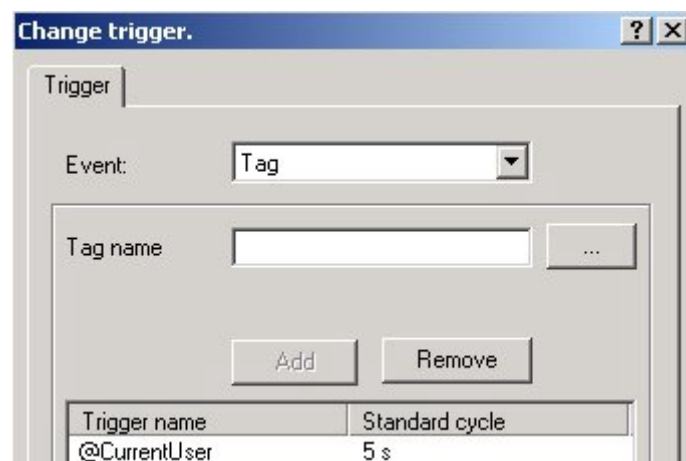 Change trigger.
Trigger
Event: Tag
Tag name ...
Add Remove
Trigger name Standard cycle
@CurrentUser 5 s